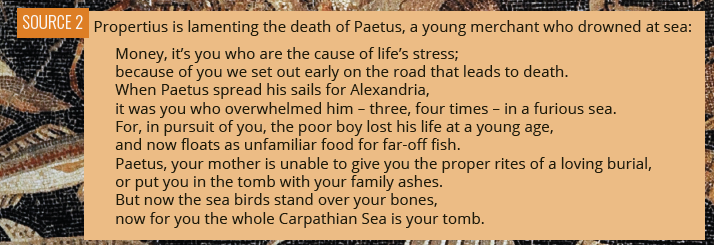 SOURCE 2
Propertius is lamenting the death of Paetus, a young merchant who drowned at sea:
Money, it’s you who are the cause of life’s stress;
because of you we set out early on the road that leads to death.
When Paetus spread his sails for Alexandria,
it was you who overwhelmed him – three, four times – in a furious sea.
For, in pursuit of you, the poor boy lost his life at a young age,
and now floats as unfamiliar food for far-off fish.
Paetus, your mother is unable to give you the proper rites of a loving burial,
or put you in the tomb with your family ashes.
But now the sea birds stand over your bones,
now for you the whole Carpathian Sea is your tomb.